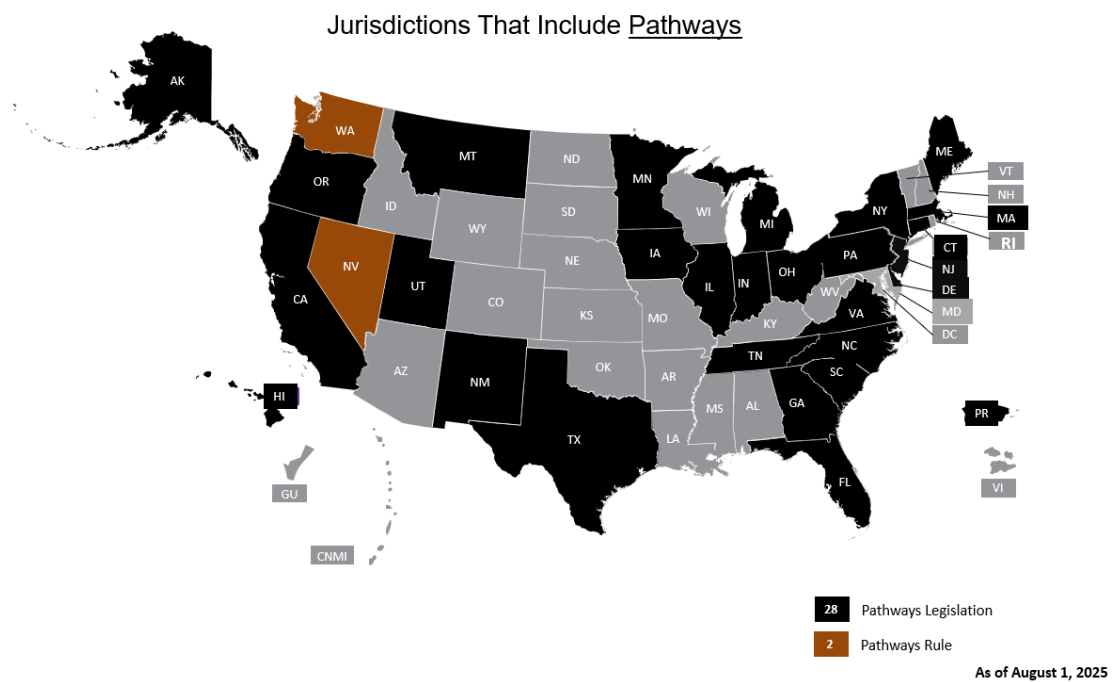 Jurisdictions That Include Pathways
AK
WA
MT
ND
MN
ME
VT
OR
ID
SD
WI
NH
WY
MI
NY
MA
RI
IA
PA
CT
NE
NV
OH
NJ
UT
IL
IN
DE
CA
CO
WV
MD
KS
MO
KY
VA
DC
NC
TN
OK
AZ
AR
SC
NM
HI
MS
AL
GA
PR
TX
LA
FL
GU
VI
CNMI
28 Pathways Legislation
2 Pathways Rule
As of August 1, 2025